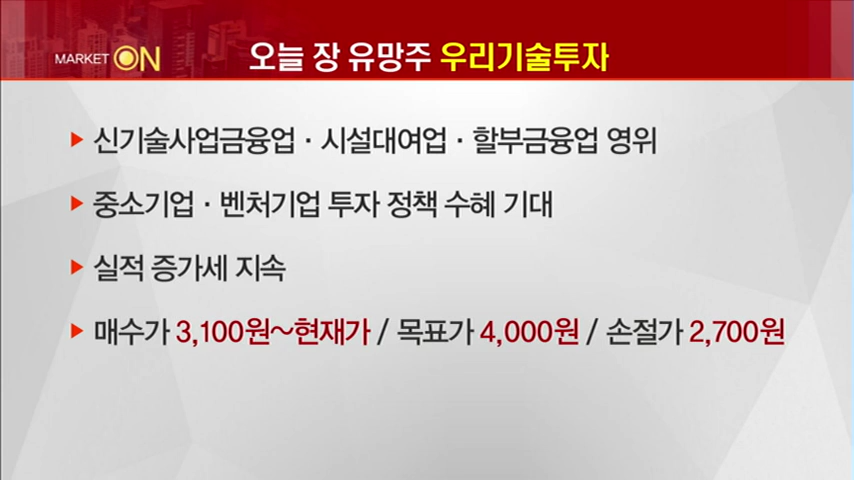 MARKET ON
오늘 장 유망주 우리기술투자
신기술사업금융업 · 시설대여업 · 할부금융업 영위
중소기업 · 벤처기업 투자 정책 수혜 기대
실적 증가세 지속
매수가 3,100원~현재가 / 목표가 4,000원 / 손절가 2,700원